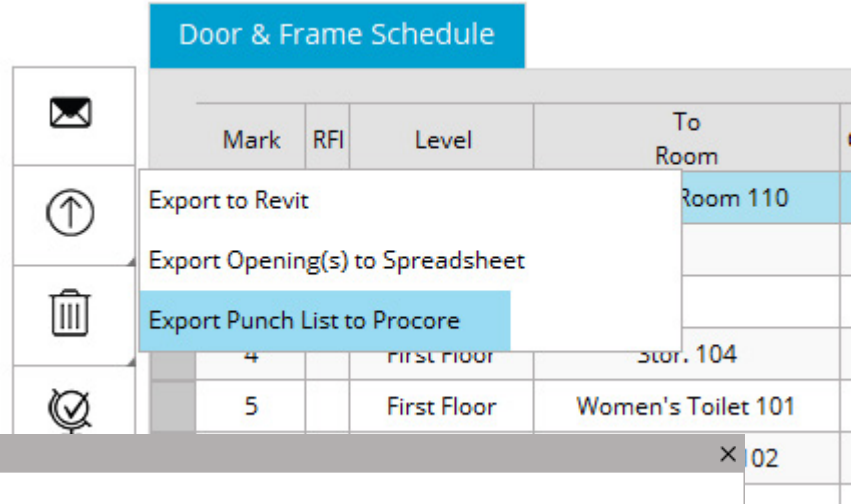 Door & Frame Schedule
Mark RFI Level To Room
Export to Revit
Room 110
Export Opening(s) to Spreadsheet
Export Punch List to Procore
4 First Floor Stor. 104
5 First Floor Women's Toilet 101
102